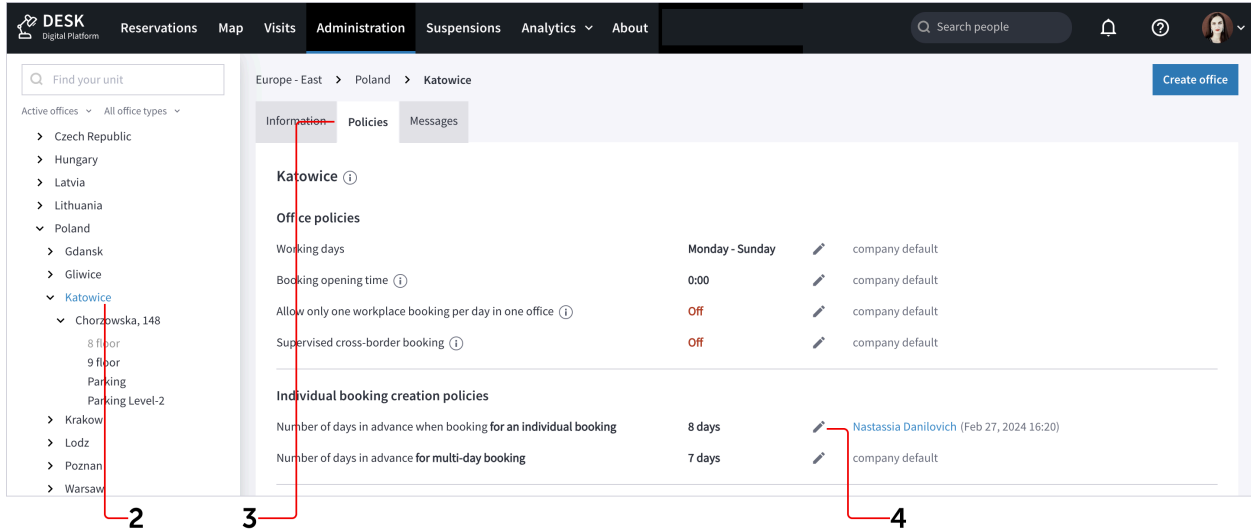 DESK
Digital Platform
Reservations Map Visits Administration Suspensions Analytics About
Search people
Find your unit
Active offices All office types
Czech Republic
Hungary
Latvia
Lithuania
Poland
Gdansk
Gliwice
Katowice
Chorzowska, 148
8 floor
9 floor
Parking
Parking Level-2
Krakow
Lodz
Poznan
Warsaw
Europe - East > Poland > Katowice
Create office
Information Policies Messages
Katowice
Office policies
Working days Monday - Sunday company default
Booking opening time 0:00 company default
Allow only one workplace booking per day in one office Off company default
Supervised cross-border booking Off company default
Individual booking creation policies
Number of days in advance when booking for an individual booking 8 days Nastassia Danilovich (Feb 27, 2024 16:20)
Number of days in advance for multi-day booking 7 days company default
2 3 4